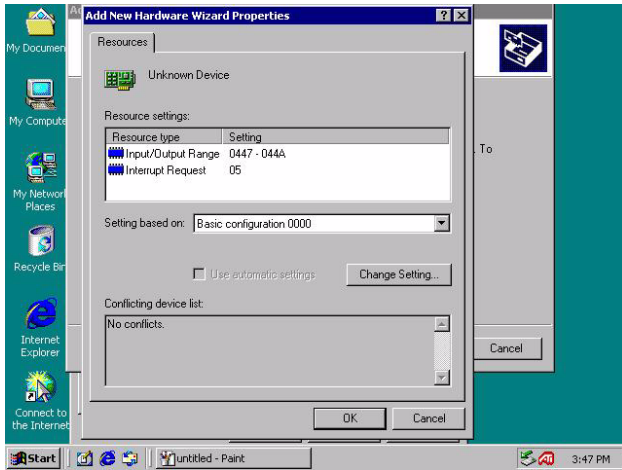 Add New Hardware Wizard Properties
Resources
Unknown Device
Resource settings:
Resource type Setting
Input/Output Range 0447 - 044A
Interrupt Request 05
Setting based on: Basic configuration 0000
Use automatic settings
Change Setting...
Conflicting device list:
No conflicts.
OK
Cancel
To
Cancel
My Documen
My Compute
My Networ
Places
Recycle Bin
Internet
Explorer
Connect to
the Internet
Start
untitled - Paint
ATI
3:47 PM